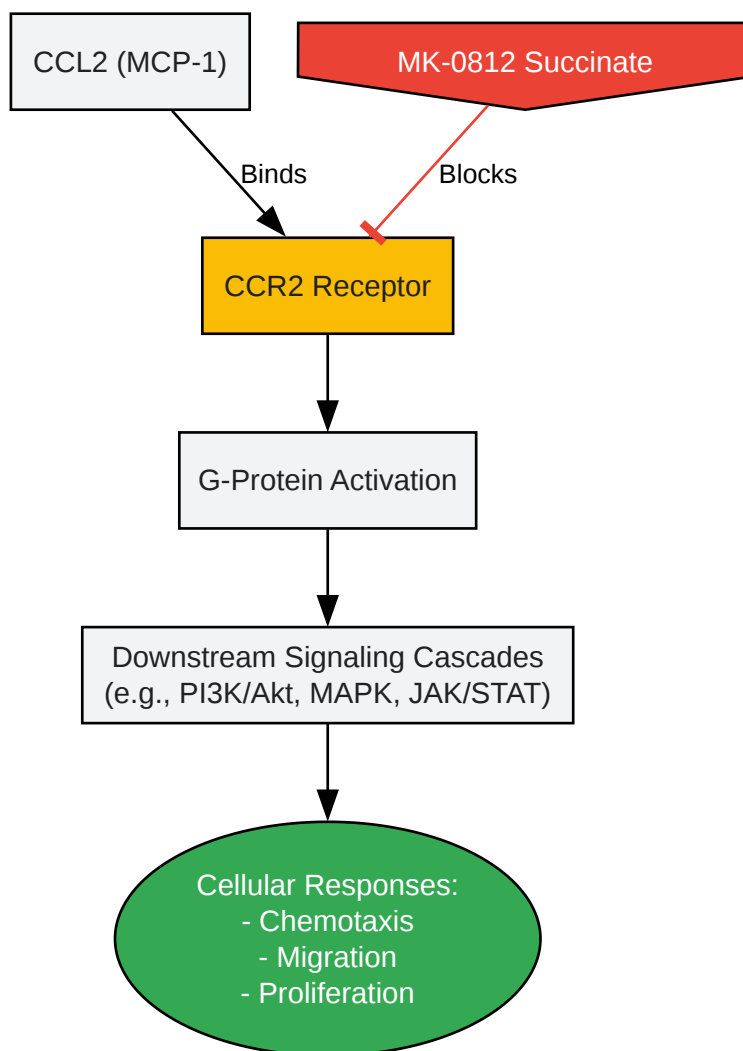 CCL2 (MCP-1)
MK-0812 Succinate
Binds
Blocks
CCR2 Receptor
G-Protein Activation
Downstream Signaling Cascades
(e.g., PI3K/Akt, MAPK, JAK/STAT)
Cellular Responses:
- Chemotaxis
- Migration
- Proliferation